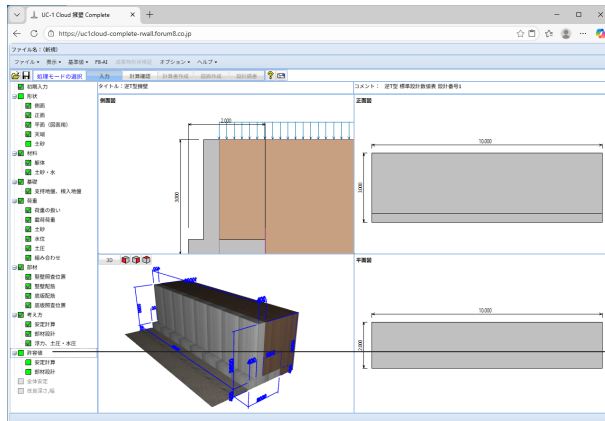 UC-1 Cloud 擁壁 Complete
https://uc1cloud-complete-rwall.forum8.co.jp
ファイル名:(新規)
ファイル 表示 基準値 FB-AI オプション ヘルプ
処理モードの選択 入力 計算確認 計算書作成 図面作成 設計調書
初期入力
タイトル:逆T型擁壁
コメント: 逆T型 標準設計数値表 設計番号1
形状
側面
正面
平面(図面用)
天端
土砂
材料
躯体
土砂・水
基礎
支持地盤、根入地盤
荷重
荷重の扱い
載荷荷重
土砂
水位
土圧
組み合わせ
部材
竪壁照査位置
竪壁配筋
底版配筋
底版照査位置
考え方
安定計算
部材設計
浮力、土圧・水圧
許容値
安定計算
部材設計
全体安定
側面図
2.000
3.000
正面図
10.000
3.000
3D
平面図
10.000
2.000